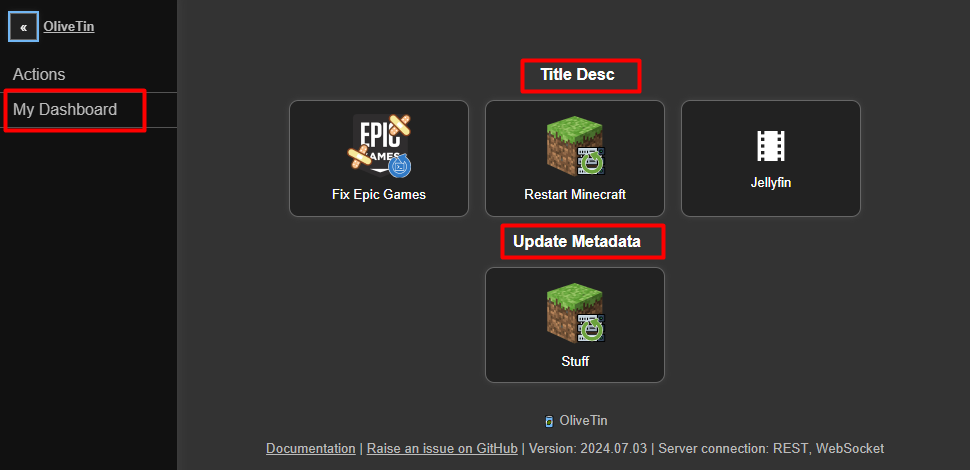 « OliveTin
Actions
My Dashboard
Title Desc
EPIC
GAMES
Fix Epic Games
Restart Minecraft
Jellyfin
Update Metadata
Stuff
OliveTin
Documentation | Raise an issue on GitHub | Version: 2024.07.03 | Server connection: REST, WebSocket